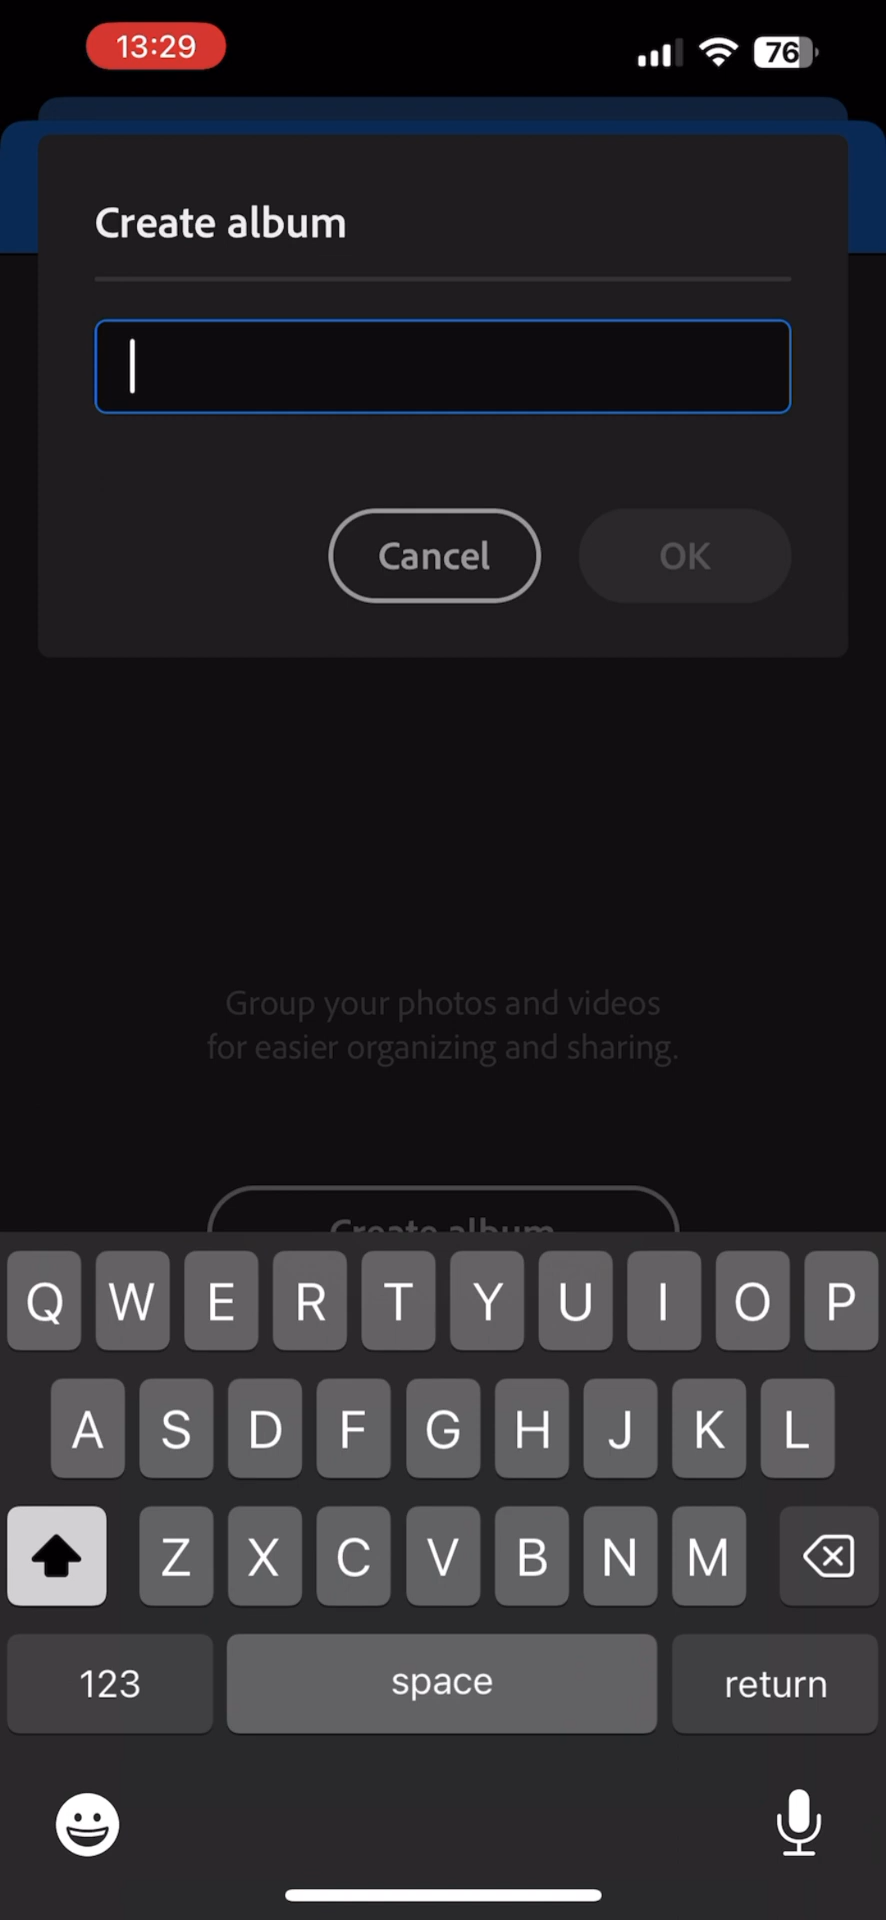 13:29
76
Create album
Cancel
OK
Group your photos and videos
for easier organizing and sharing.
Create album
Q W E R T Y U I O P
A S D F G H J K L
Z X C V B N M
123
space
return